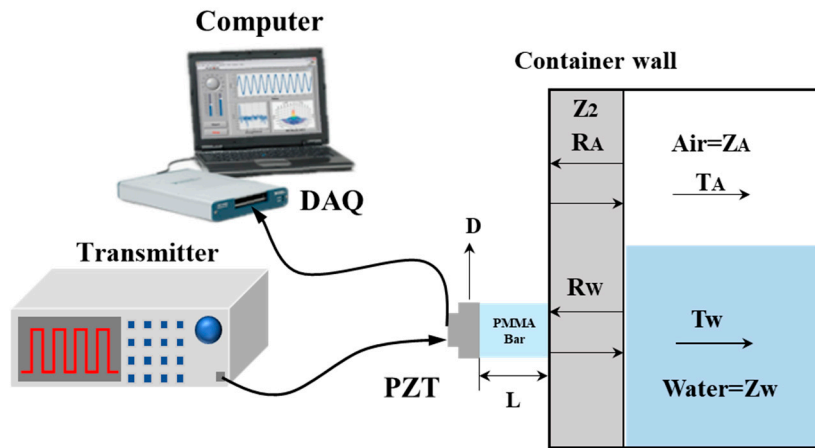 Computer
Container wall
Z2
RA
Air=ZA
TA
DAQ
D
Transmitter
RW
PMMA
Bar
TW
PZT
L
Water=ZW